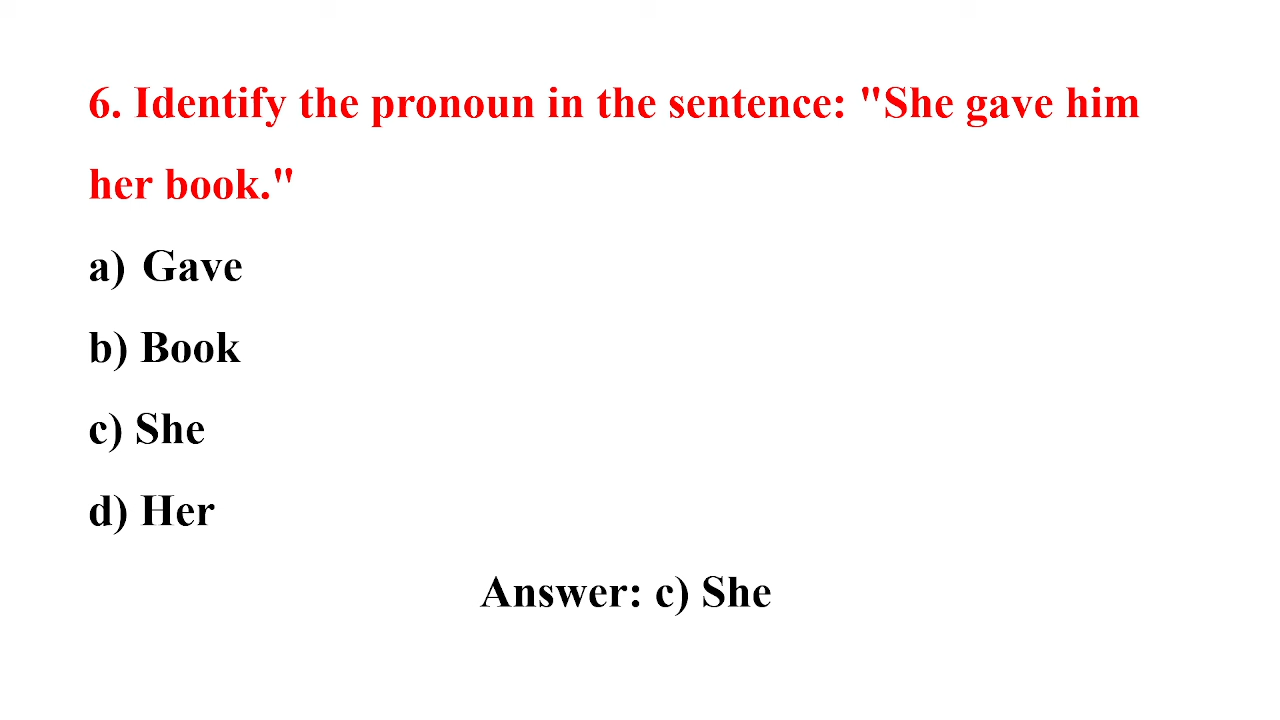 6. Identify the pronoun in the sentence: "She gave him
her book."
a) Gave
b) Book
c) She
d) Her
Answer: c) She